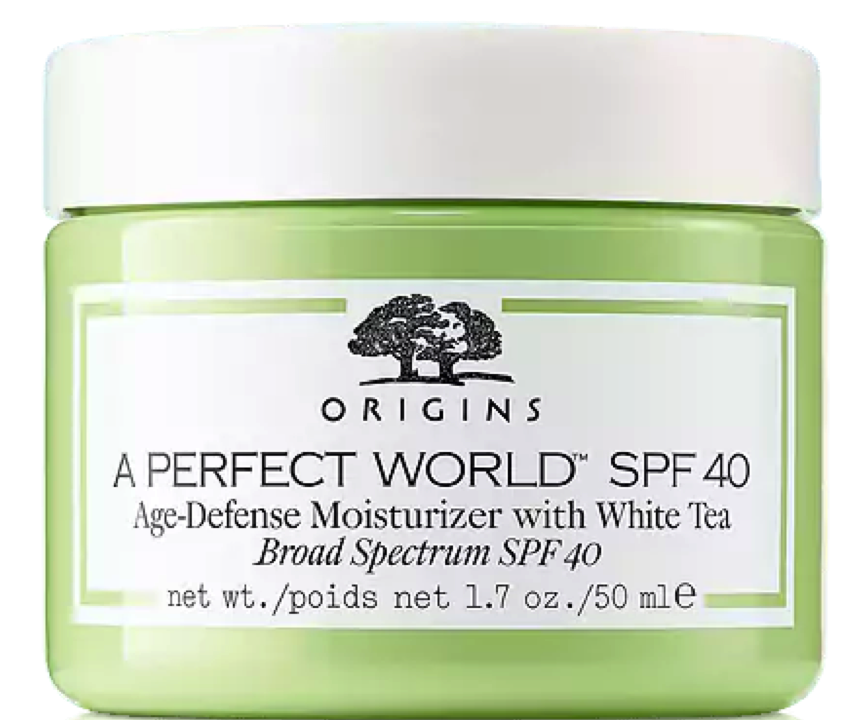 ORIGINS
A PERFECT WORLD™ SPF 40
Age-Defense Moisturizer with White Tea
Broad Spectrum SPF 40
net wt./poids net 1.7 oz./50 ml℮